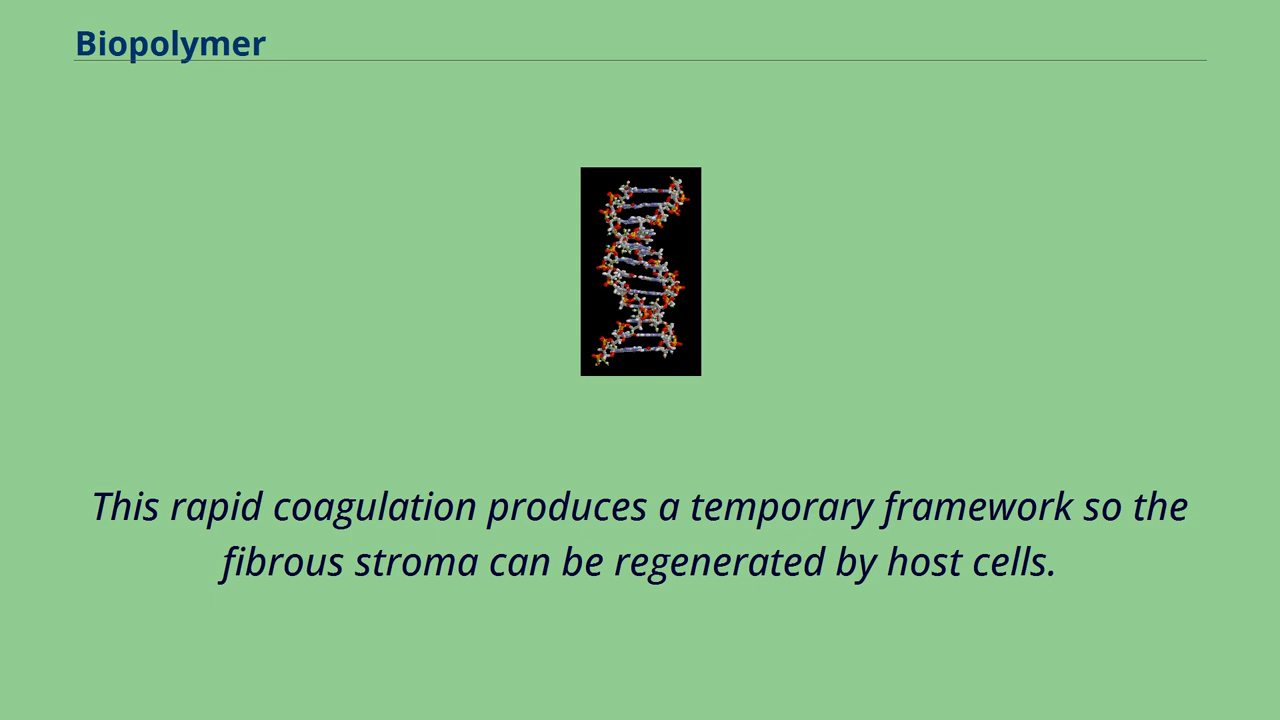 Biopolymer
This rapid coagulation produces a temporary framework so the
fibrous stroma can be regenerated by host cells.